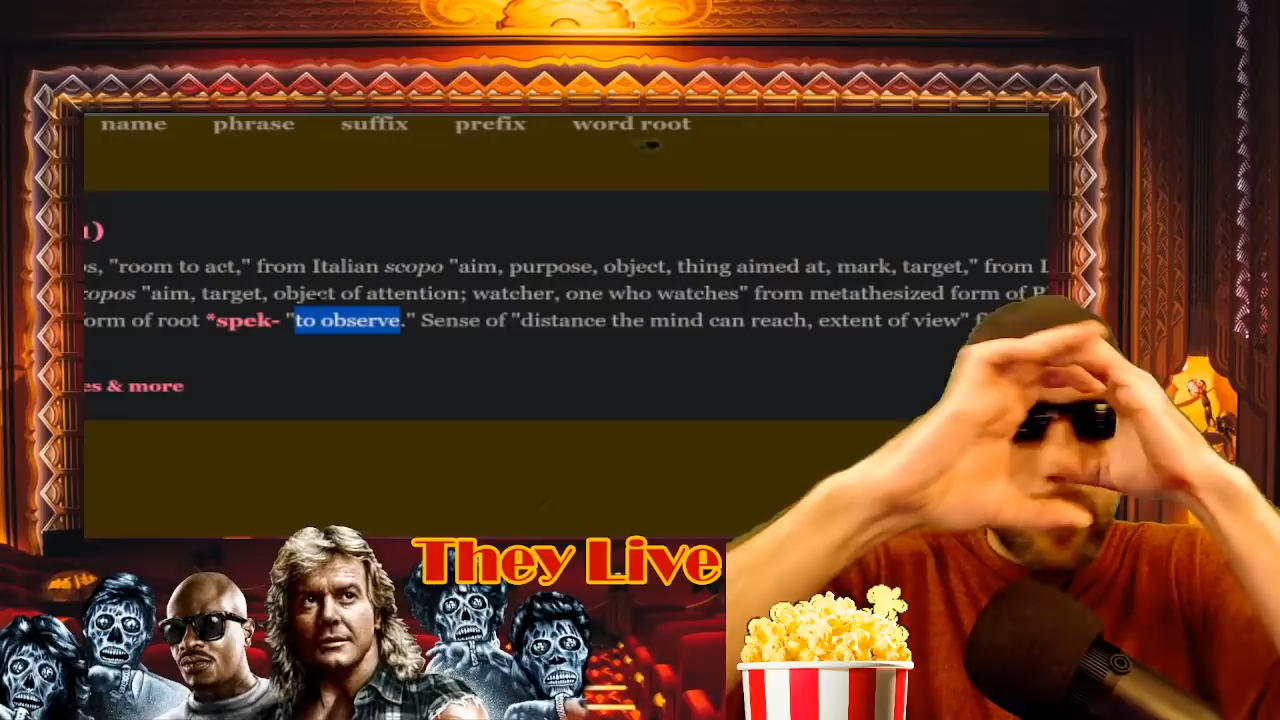 name phrase suffix prefix word root
1)
os, "room to act," from Italian scopo "aim, purpose, object, thing aimed at, mark, target," from L
copos "aim, target, object of attention; watcher, one who watches" from metathesized form of P
orm of root *spek- "to observe." Sense of "distance the mind can reach, extent of view" f
es & more
They Live